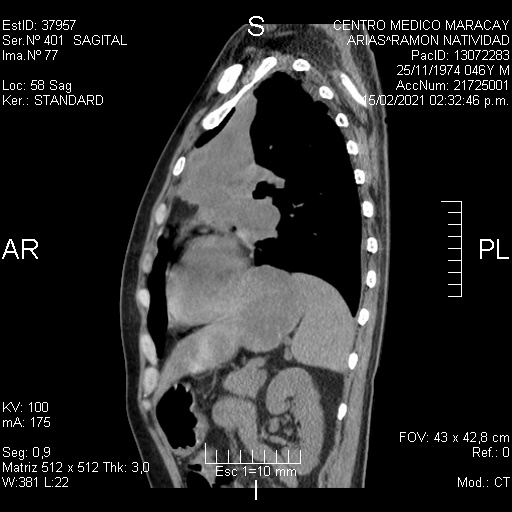 EstID: 37957
Ser.Nº 401 SAGITAL
Ima.Nº 77
Loc: 58 Sag
Ker.: STANDARD
S
CENTRO MEDICO MARACAY
ARIAS^RAMON NATIVIDAD
PacID: 13072283
25/11/1974 046Y M
AccNum: 21725001
15/02/2021 02:32:46 p.m.
AR
PL
KV: 100
mA: 175
Seg: 0,9
Matriz 512 x 512 Thk: 3,0
W:381 L:22
Esc 1=10 mm
I
FOV: 43 x 42,8 cm
Ref.: 0
Mod.: CT